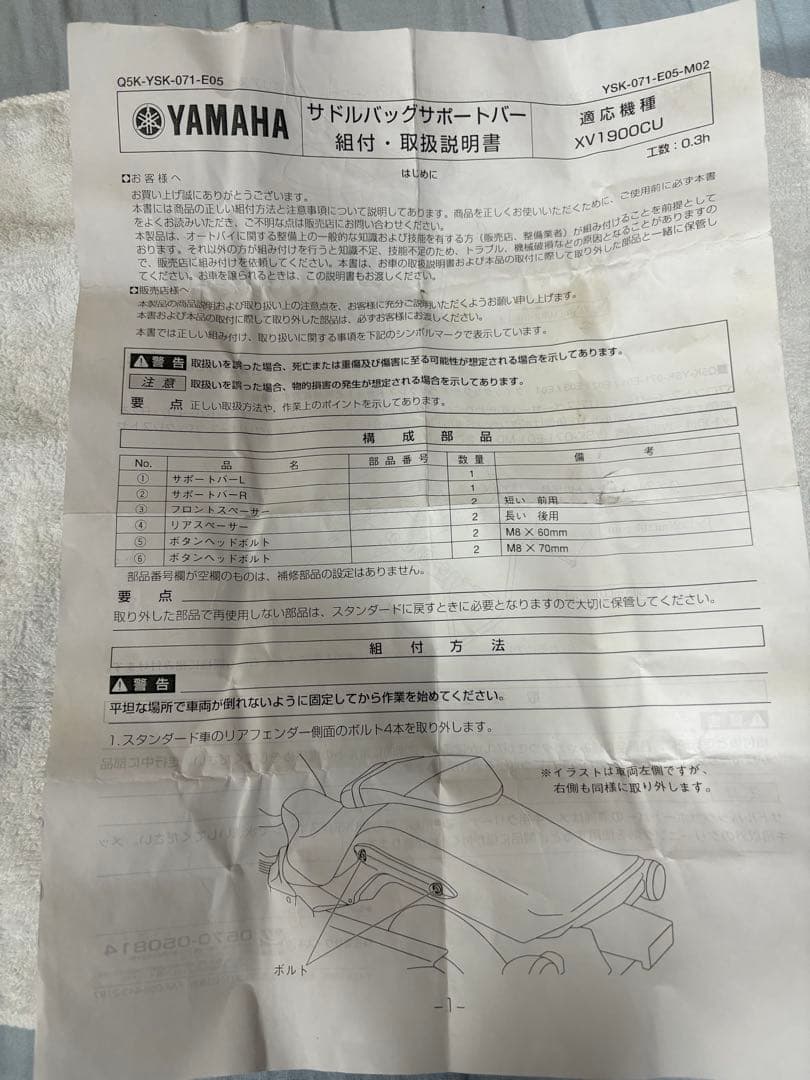 Q5K-YSK-071-E05
YSK-071-E05-M02
YAMAHA
サドルバッグサポートバー
組付・取扱説明書
適応機種
XV1900CU
工数：0.3h
はじめに
お客様へ
お買い上げ誠にありがとうございます。
本書には商品の正しい組付方法と注意事項について説明してあります。商品を正しくお使いいただくために、ご使用前に必ず本書
をよくお読みいただき、ご不明な点は販売店にお問い合わせください。
本製品は、オートバイに関する整備上の一般的な知識および技能を有する方（販売店、整備業者）が組み付けることを前提として
おります。それ以外の方が組み付けを行うと知識不足、技能不足のため、トラブル、機械破損などの原因となることがありますの
で、販売店に組み付けを依頼してください。本書は、お車の取扱説明書および本品の取付に際して取り外した部品と一緒に保管し
てください。お車を譲られるときは、この説明書もお渡しください。
販売店様へ
本製品の商品説明および取り扱い上の注意点を、お客様に充分ご説明いただくようお願い申し上げます。
本書および本品の取付に際して取り外した部品は、必ずお客様にお渡しください。
本書では正しい組み付け、取り扱いに関する事項を下記のシンボルマークで表示しています。
警告 取扱いを誤った場合、死亡または重傷及び傷害に至る可能性が想定される場合を示してあります。
注意 取扱いを誤った場合、物的損害の発生が想定される場合を示してあります。
要点 正しい取扱方法や、作業上のポイントを示してあります。
構成部品
No. 品名 部品番号 数量 備考
① サポートバーL 1
② サポートバーR 1
③ フロントスペーサー 2 短い 前用
④ リアスペーサー 2 長い 後用
⑤ ボタンヘッドボルト 2 M8×60mm
⑥ ボタンヘッドボルト 2 M8×70mm
部品番号欄が空欄のものは、補修部品の設定はありません。
要点
取り外した部品で再使用しない部品は、スタンダードに戻すときに必要となりますので大切に保管してください。
組付方法
警告
平坦な場所で車両が倒れないように固定してから作業を始めてください。
1.スタンダード車のリアフェンダー側面のボルト4本を取り外します。
※イラストは車両左側ですが、
右側も同様に取り外します。
ボルト
-1-